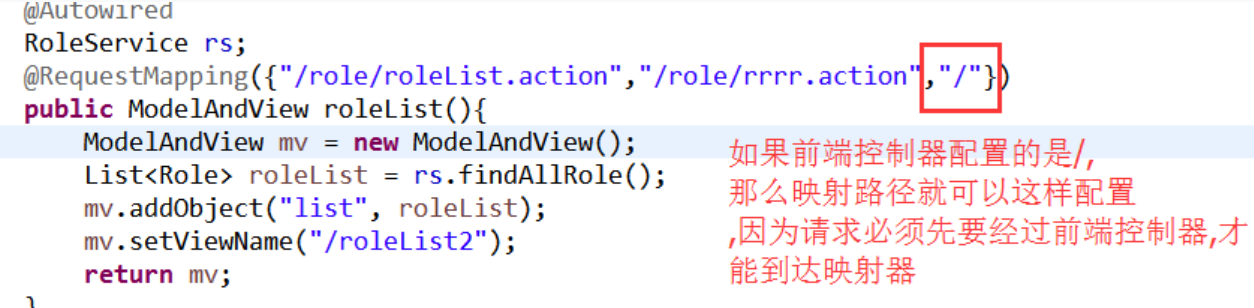 @Autowired
RoleService rs;
@RequestMapping({"/role/roleList.action","/role/rrrr.action","/"})
public ModelAndView roleList(){
ModelAndView mv = new ModelAndView();
List<Role> roleList = rs.findAllRole();
mv.addObject("list", roleList);
mv.setViewName("/roleList2");
return mv;
}
如果前端控制器配置的是/,
那么映射路径就可以这样配置
,因为请求必须先要经过前端控制器,才
能到达映射器